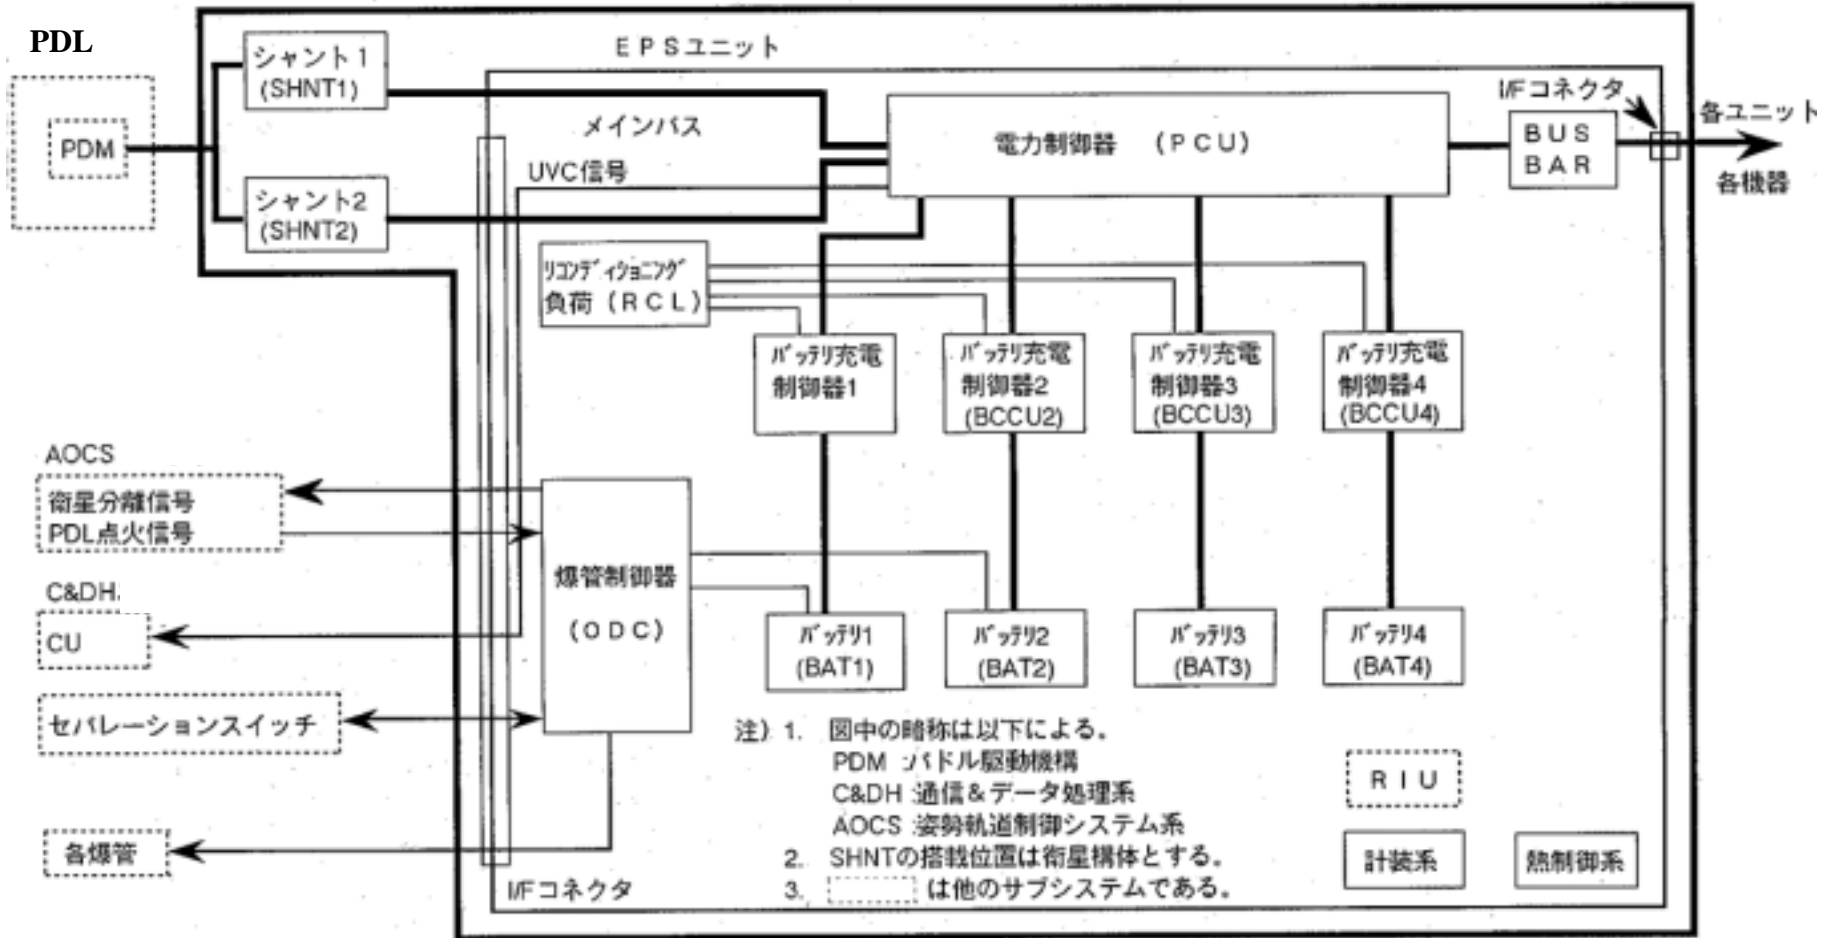 PDL
PDM
シャント1
(SHNT1)
シャント2
(SHNT2)
EPSユニット
メインバス
UVC信号
電力制御器 (PCU)
I/Fコネクタ
BUS
BAR
各ユニット
各機器
リコンディショニング
負荷(RCL)
バッテリ充電
制御器1
バッテリ充電
制御器2
(BCCU2)
バッテリ充電
制御器3
(BCCU3)
バッテリ充電
制御器4
(BCCU4)
AOCS
衛星分離信号
PDL点火信号
C&DH
CU
セパレーションスイッチ
各爆管
爆管制御器
(ODC)
バッテリ1
(BAT1)
バッテリ2
(BAT2)
バッテリ3
(BAT3)
バッテリ4
(BAT4)
注) 1. 図中の略称は以下による。
PDM :パドル駆動機構
C&DH :通信&データ処理系
AOCS :姿勢軌道制御システム系
2. SHNTの搭載位置は衛星構体とする。
3. は他のサブシステムである。
RIU
計装系
熱制御系
I/Fコネクタ